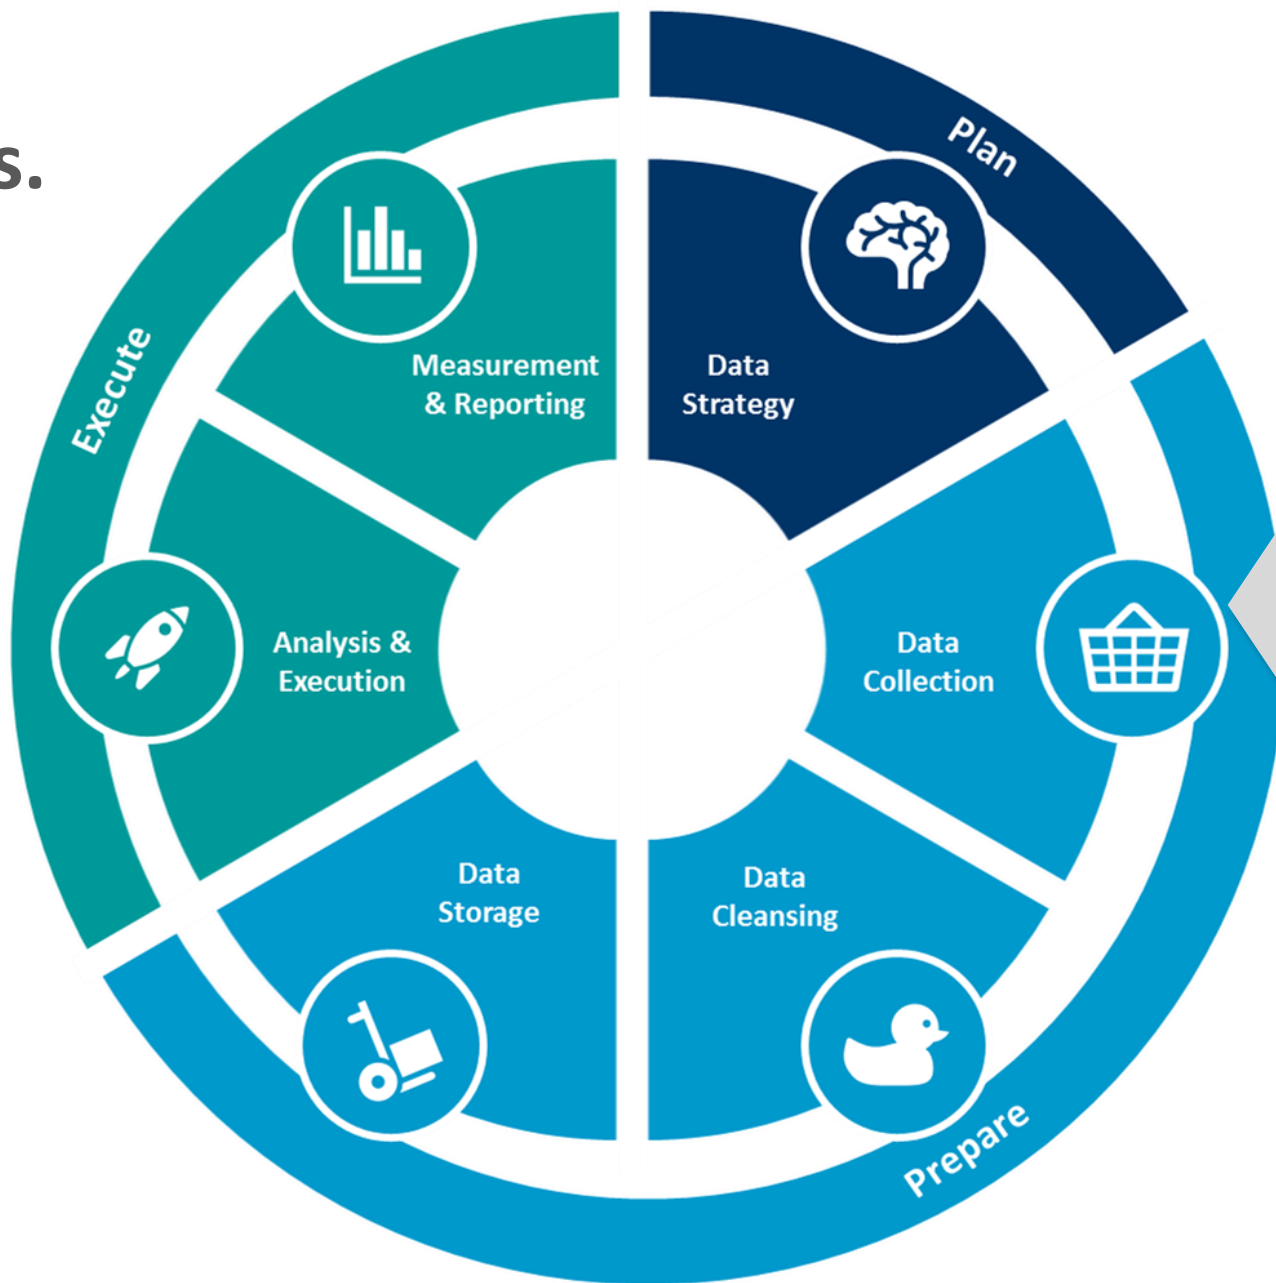 s.
Plan
Data
Strategy
Data
Collection
Data
Cleansing
Prepare
Data
Storage
Analysis &
Execution
Execute
Measurement
& Reporting